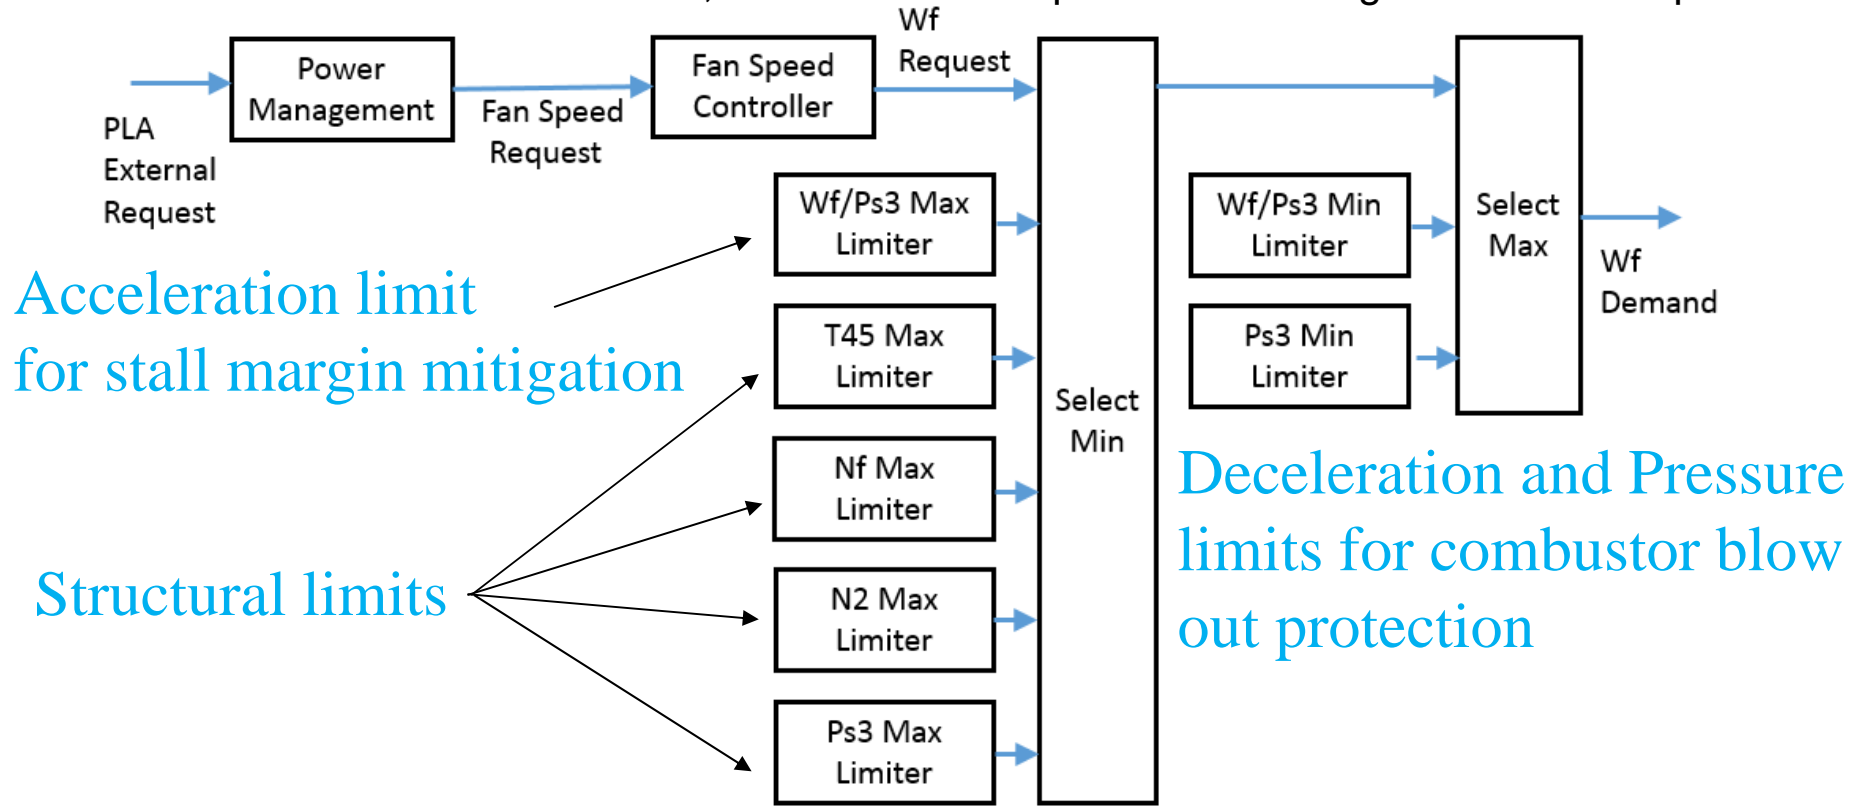 Wf
Request
Power
Management
Fan Speed
Controller
PLA
External
Request
Fan Speed
Request
Wf/Ps3 Max
Limiter
Wf/Ps3 Min
Limiter
Select
Max
Wf
Demand
Acceleration limit
for stall margin mitigation
T45 Max
Limiter
Ps3 Min
Limiter
Select
Min
Nf Max
Limiter
Deceleration and Pressure
limits for combustor blow
out protection
Structural limits
N2 Max
Limiter
Ps3 Max
Limiter